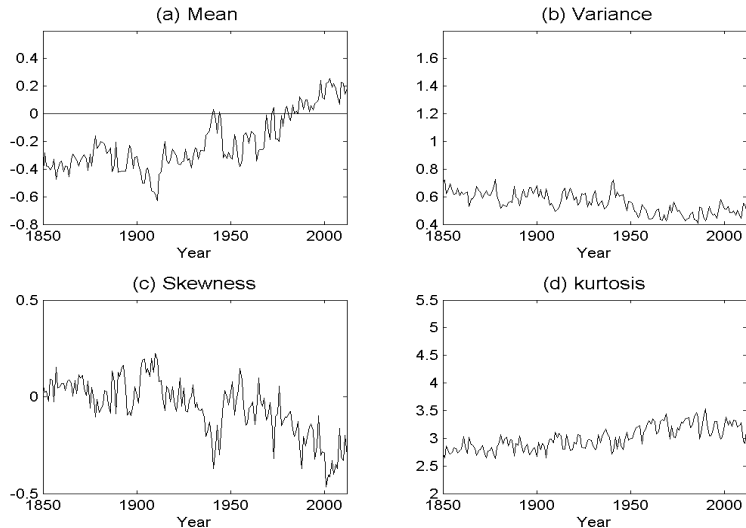 (a) Mean
0.4
0.2
0
-0.2
-0.4
-0.6
-0.8
1850 1900 1950 2000
Year
(b) Variance
1.8
1.6
1.4
1.2
1
0.8
0.6
0.4
1850 1900 1950 2000
Year
(c) Skewness
0.5
0
-0.5
1850 1900 1950 2000
Year
(d) kurtosis
5.5
5
4.5
4
3.5
3
2.5
2
1850 1900 1950 2000
Year